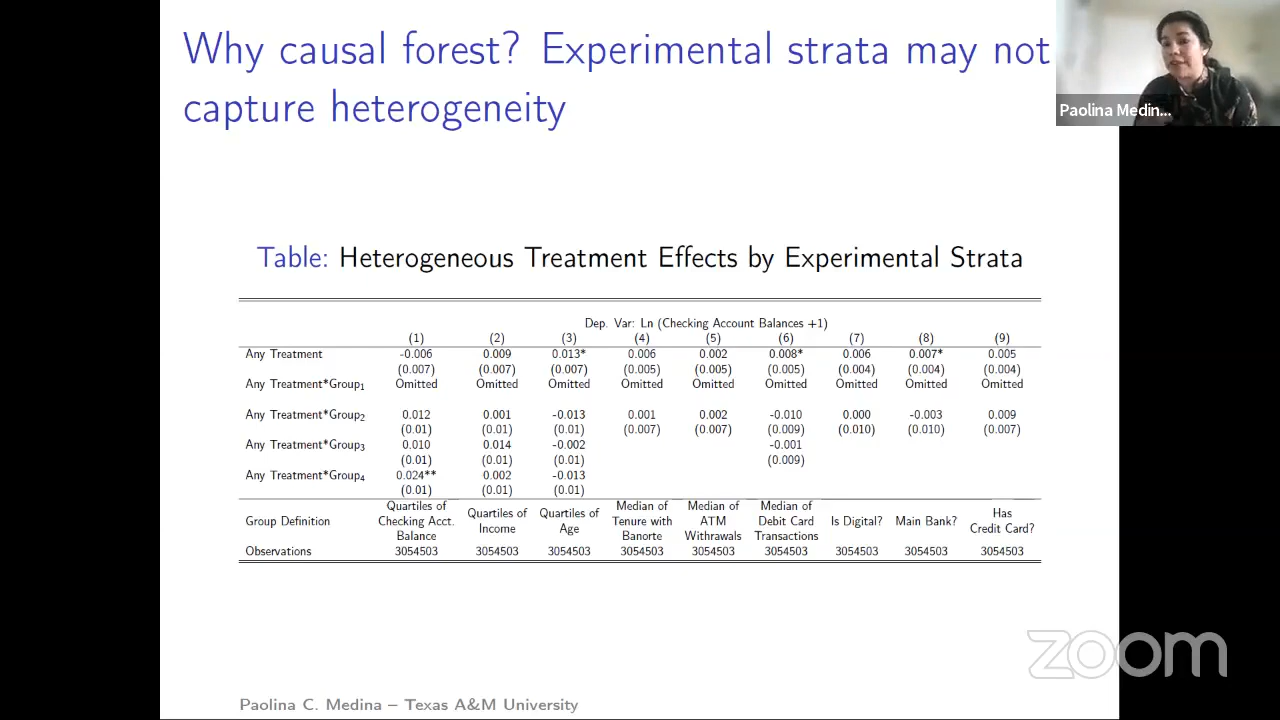 Why causal forest? Experimental strata may not
capture heterogeneity
Paolina Medin...
Table: Heterogeneous Treatment Effects by Experimental Strata
Dep. Var: Ln (Checking Account Balances +1)
(1) (2) (3) (4) (5) (6) (7) (8) (9)
Any Treatment -0.006 0.009 0.013* 0.006 0.002 0.008* 0.006 0.007* 0.005
(0.007) (0.007) (0.007) (0.005) (0.005) (0.005) (0.004) (0.004) (0.004)
Any Treatment*Group1 Omitted Omitted Omitted Omitted Omitted Omitted Omitted Omitted Omitted
Any Treatment*Group2 0.012 0.001 -0.013 0.001 0.002 -0.010 0.000 -0.003 0.009
(0.01) (0.01) (0.01) (0.007) (0.007) (0.009) (0.010) (0.010) (0.007)
Any Treatment*Group3 0.010 0.014 -0.002 -0.001
(0.01) (0.01) (0.01) (0.009)
Any Treatment*Group4 0.024** 0.002 -0.013
(0.01) (0.01) (0.01)
Group Definition
Quartiles of
Checking Acct.
Balance
Quartiles of
Income
Quartiles of
Age
Median of
Tenure with
Banorte
Median of
ATM
Withrawals
Median of
Debit Card
Transactions
Is Digital?
Main Bank?
Has
Credit Card?
Observations 3054503 3054503 3054503 3054503 3054503 3054503 3054503 3054503 3054503
zoom
Paolina C. Medina – Texas A&M University